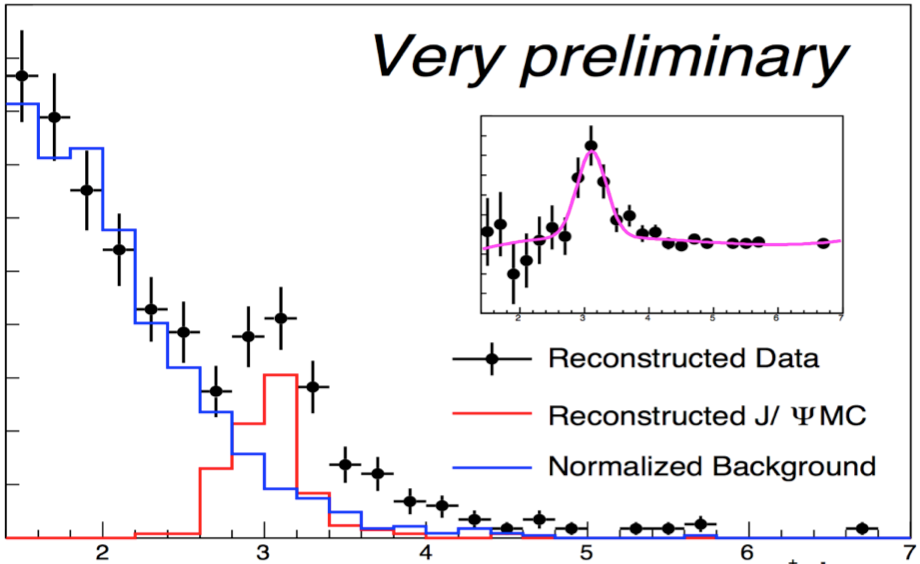 Very preliminary
2 3 4 5 6 7
Reconstructed Data
Reconstructed J/ Ψ MC
Normalized Background
2 3 4 5 6 7